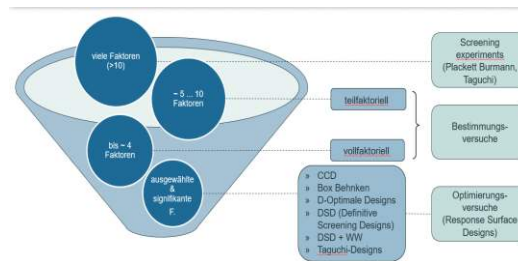 viele Faktoren
(>10)
~ 5 ... 10
Faktoren
bis ~ 4
Faktoren
ausgewählte
&
signifikante
F.
teilfaktoriell
vollfaktoriell
» CCD
» Box Behnken
» D-Optimale Designs
» DSD (Definitive
Screening Designs)
» DSD + WW
» Taguchi-Designs
Screening
experiments
(Plackett Burmann,
Taguchi)
Bestimmungs-
versuche
Optimierungs-
versuche
(Response Surface
Designs)